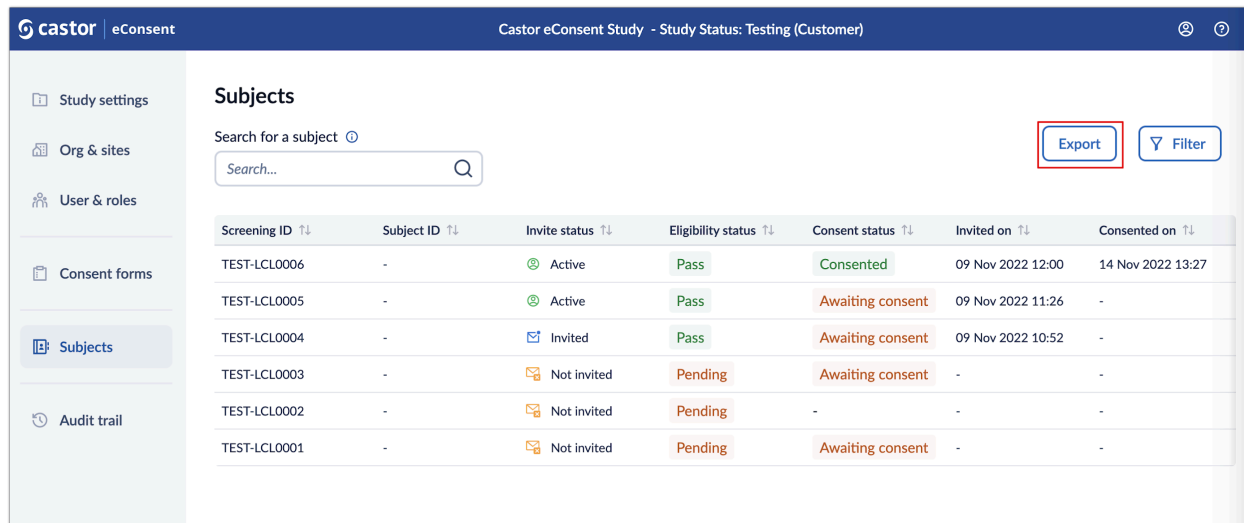 castor eConsent
Castor eConsent Study - Study Status: Testing (Customer)
Study settings
Org & sites
User & roles
Consent forms
Subjects
Audit trail
Subjects
Search for a subject
Search...
Export
Filter
Screening ID Subject ID Invite status Eligibility status Consent status Invited on Consented on
TEST-LCL0006 - Active Pass Consented 09 Nov 2022 12:00 14 Nov 2022 13:27
TEST-LCL0005 - Active Pass Awaiting consent 09 Nov 2022 11:26 -
TEST-LCL0004 - Invited Pass Awaiting consent 09 Nov 2022 10:52 -
TEST-LCL0003 - Not invited Pending Awaiting consent - -
TEST-LCL0002 - Not invited Pending - - -
TEST-LCL0001 - Not invited Pending Awaiting consent - -